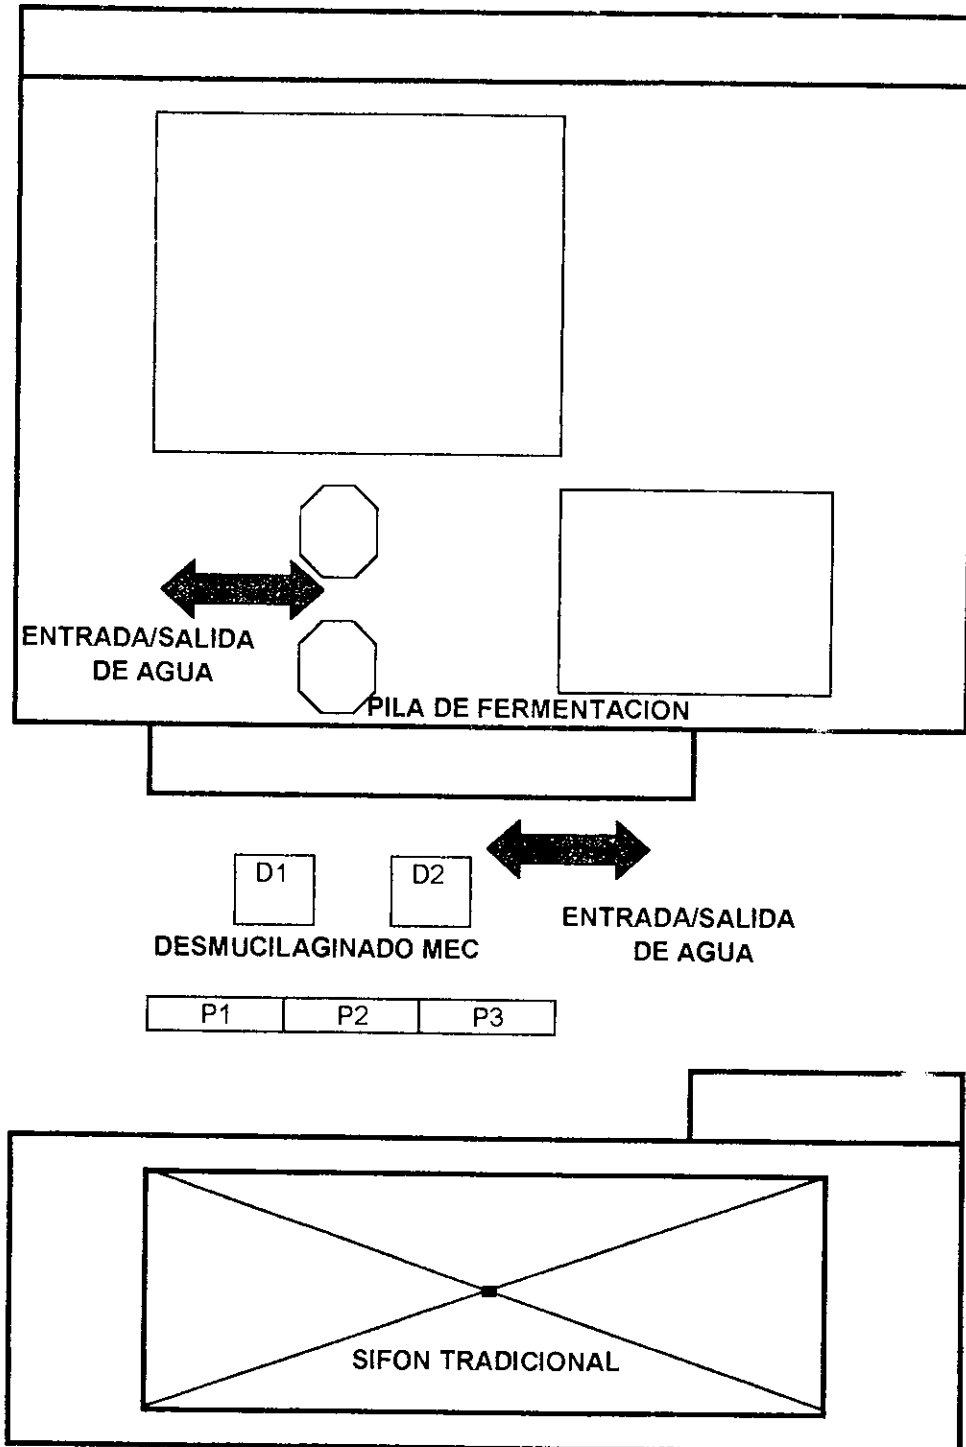 ENTRADA/SALIDA
DE AGUA
PILA DE FERMENTACION
D1
D2
DESMUCILAGINADO MEC
ENTRADA/SALIDA
DE AGUA
P1
P2
P3
SIFON TRADICIONAL